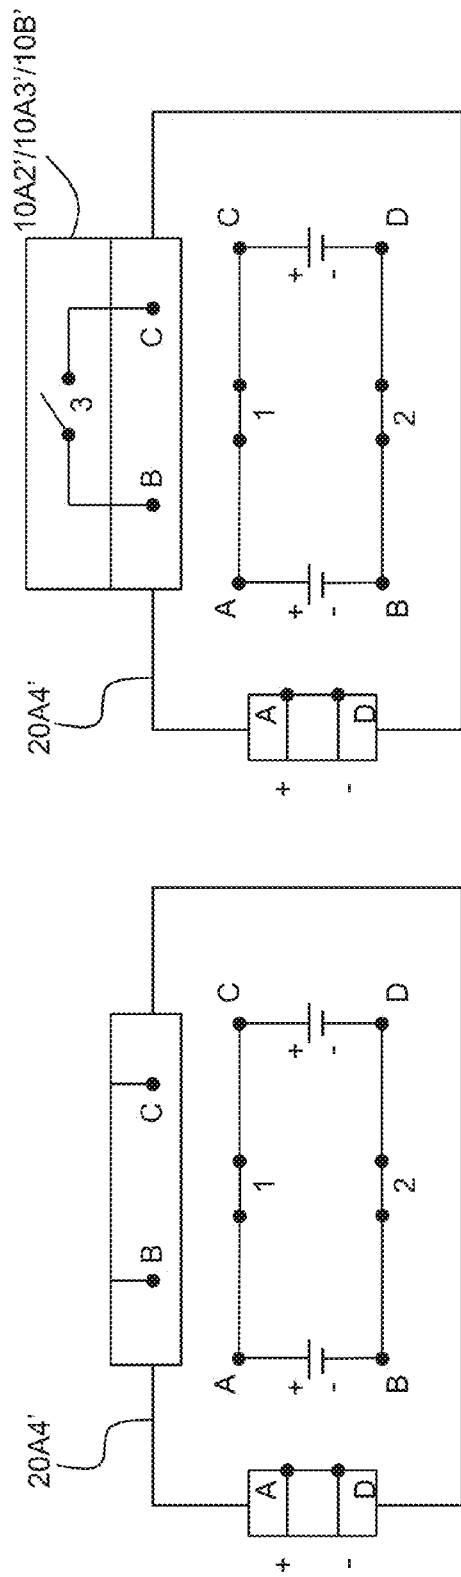 20A4'
B C
A 1 C
+ +
A
+ - -
D
- B 2 D
10A2'/10A3'/10B'
20A4'
3
B C
A 1 C
+ +
A
+ - -
D
- B 2 D